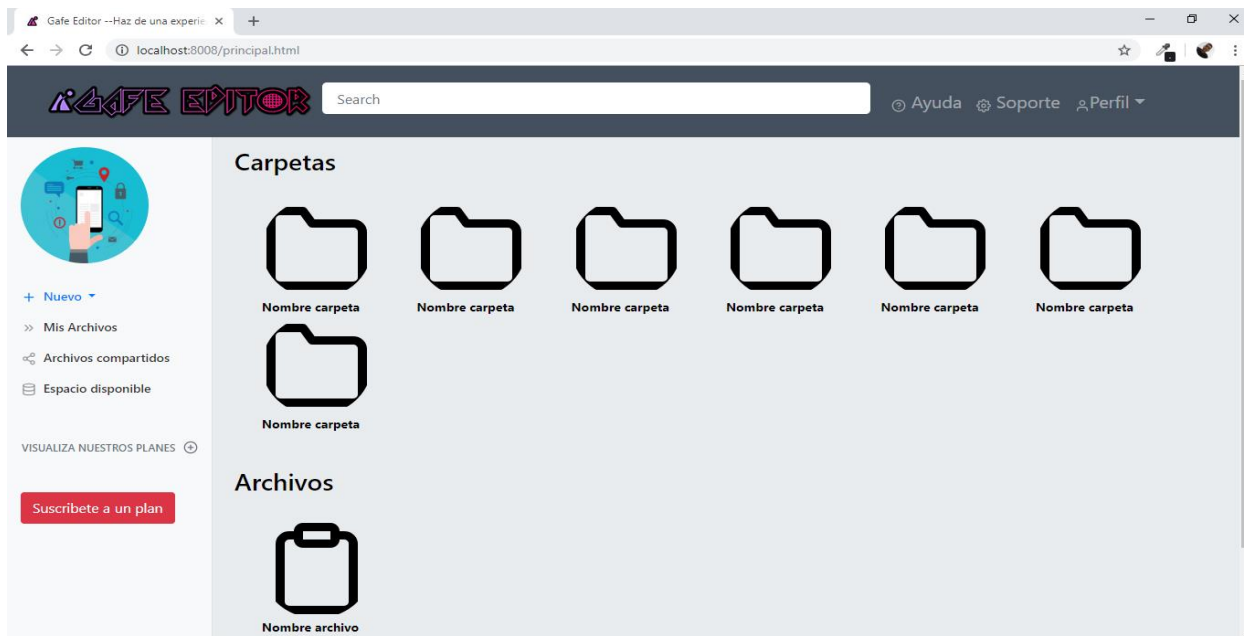 Gafe Editor --Haz de una experie
localhost:8008/principal.html
GAFE EDITOR
Search
Ayuda
Soporte
Perfil
Carpetas
Nombre carpeta
Nombre carpeta
Nombre carpeta
Nombre carpeta
Nombre carpeta
Nombre carpeta
+ Nuevo
Mis Archivos
Archivos compartidos
Espacio disponible
Nombre carpeta
VISUALIZA NUESTROS PLANES
Archivos
Suscribete a un plan
Nombre archivo